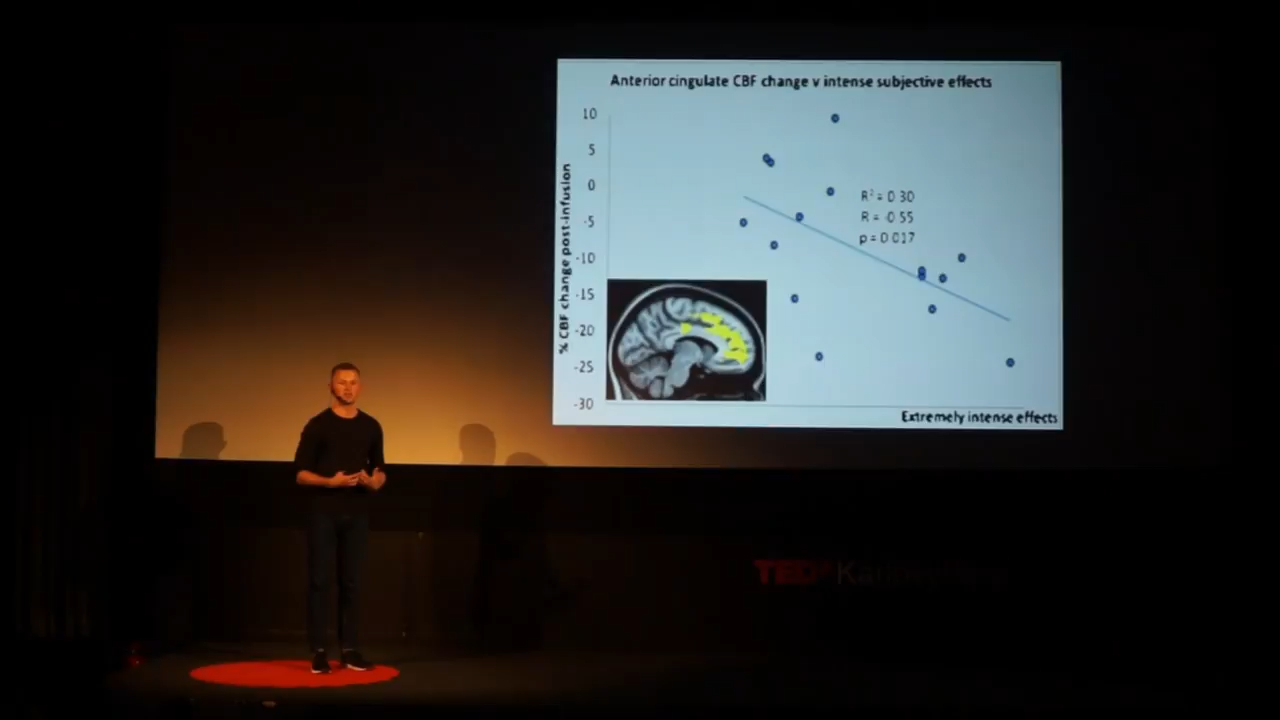 Anterior cingulate CBF change v intense subjective effects
% CBF change post-infusion
10
5
0
-5
-10
-15
-20
-25
-30
R² = 0.30
R = -0.55
p = 0.017
Extremely intense effects
TEDx